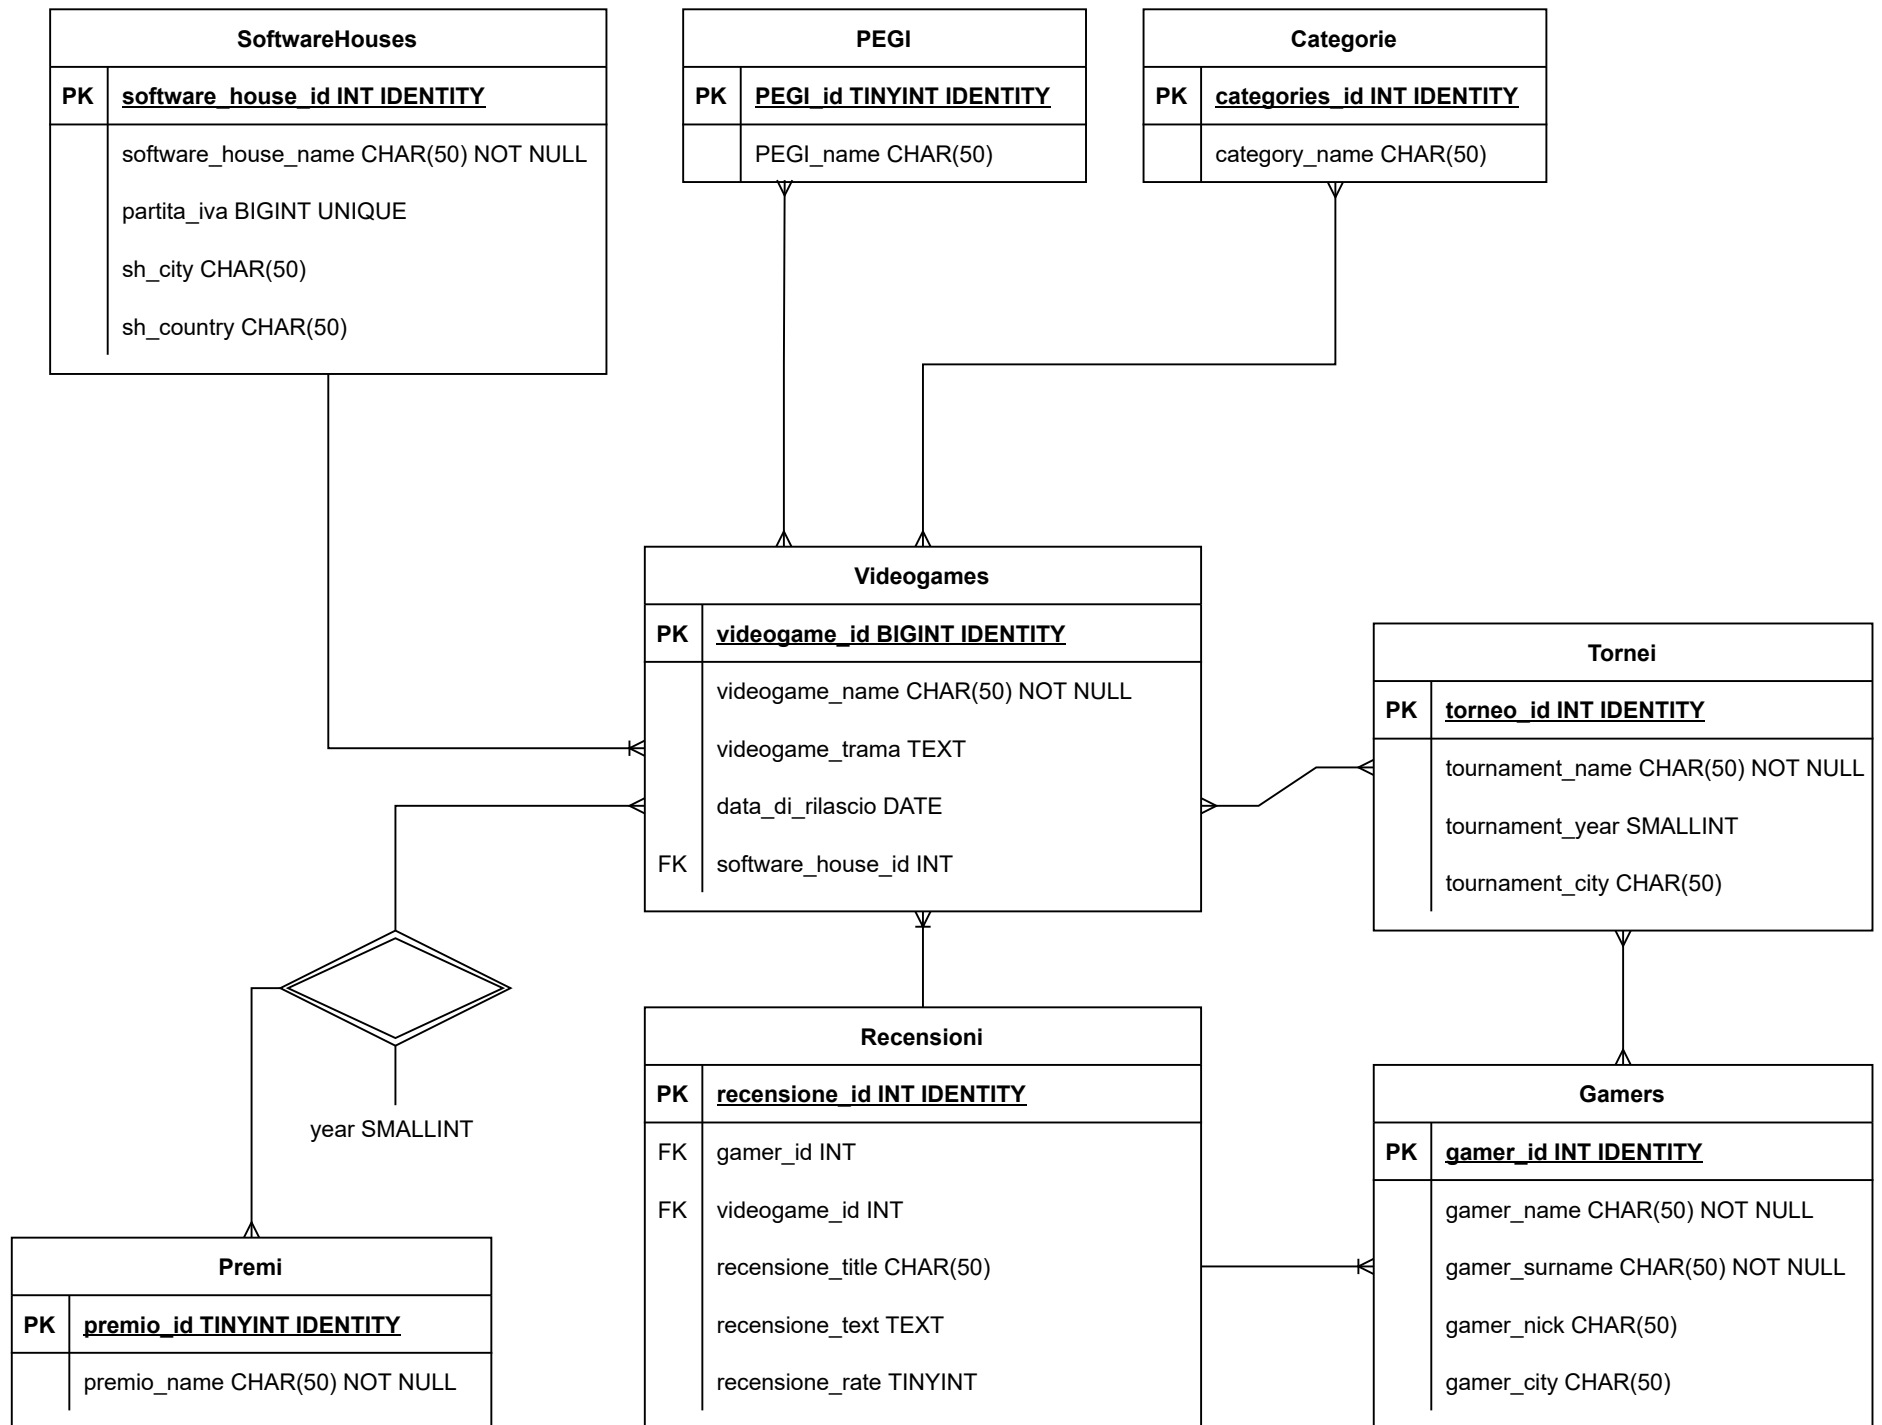 SoftwareHouses
PK software_house_id INT IDENTITY
software_house_name CHAR(50) NOT NULL
partita_iva BIGINT UNIQUE
sh_city CHAR(50)
sh_country CHAR(50)
PEGI
PK PEGI_id TINYINT IDENTITY
PEGI_name CHAR(50)
Categorie
PK categories_id INT IDENTITY
category_name CHAR(50)
Videogames
PK videogame_id BIGINT IDENTITY
videogame_name CHAR(50) NOT NULL
videogame_trama TEXT
data_di_rilascio DATE
FK software_house_id INT
Tornei
PK torneo_id INT IDENTITY
tournament_name CHAR(50) NOT NULL
tournament_year SMALLINT
tournament_city CHAR(50)
year SMALLINT
Premi
PK premio_id TINYINT IDENTITY
premio_name CHAR(50) NOT NULL
Recensioni
PK recensione_id INT IDENTITY
FK gamer_id INT
FK videogame_id INT
recensione_title CHAR(50)
recensione_text TEXT
recensione_rate TINYINT
Gamers
PK gamer_id INT IDENTITY
gamer_name CHAR(50) NOT NULL
gamer_surname CHAR(50) NOT NULL
gamer_nick CHAR(50)
gamer_city CHAR(50)